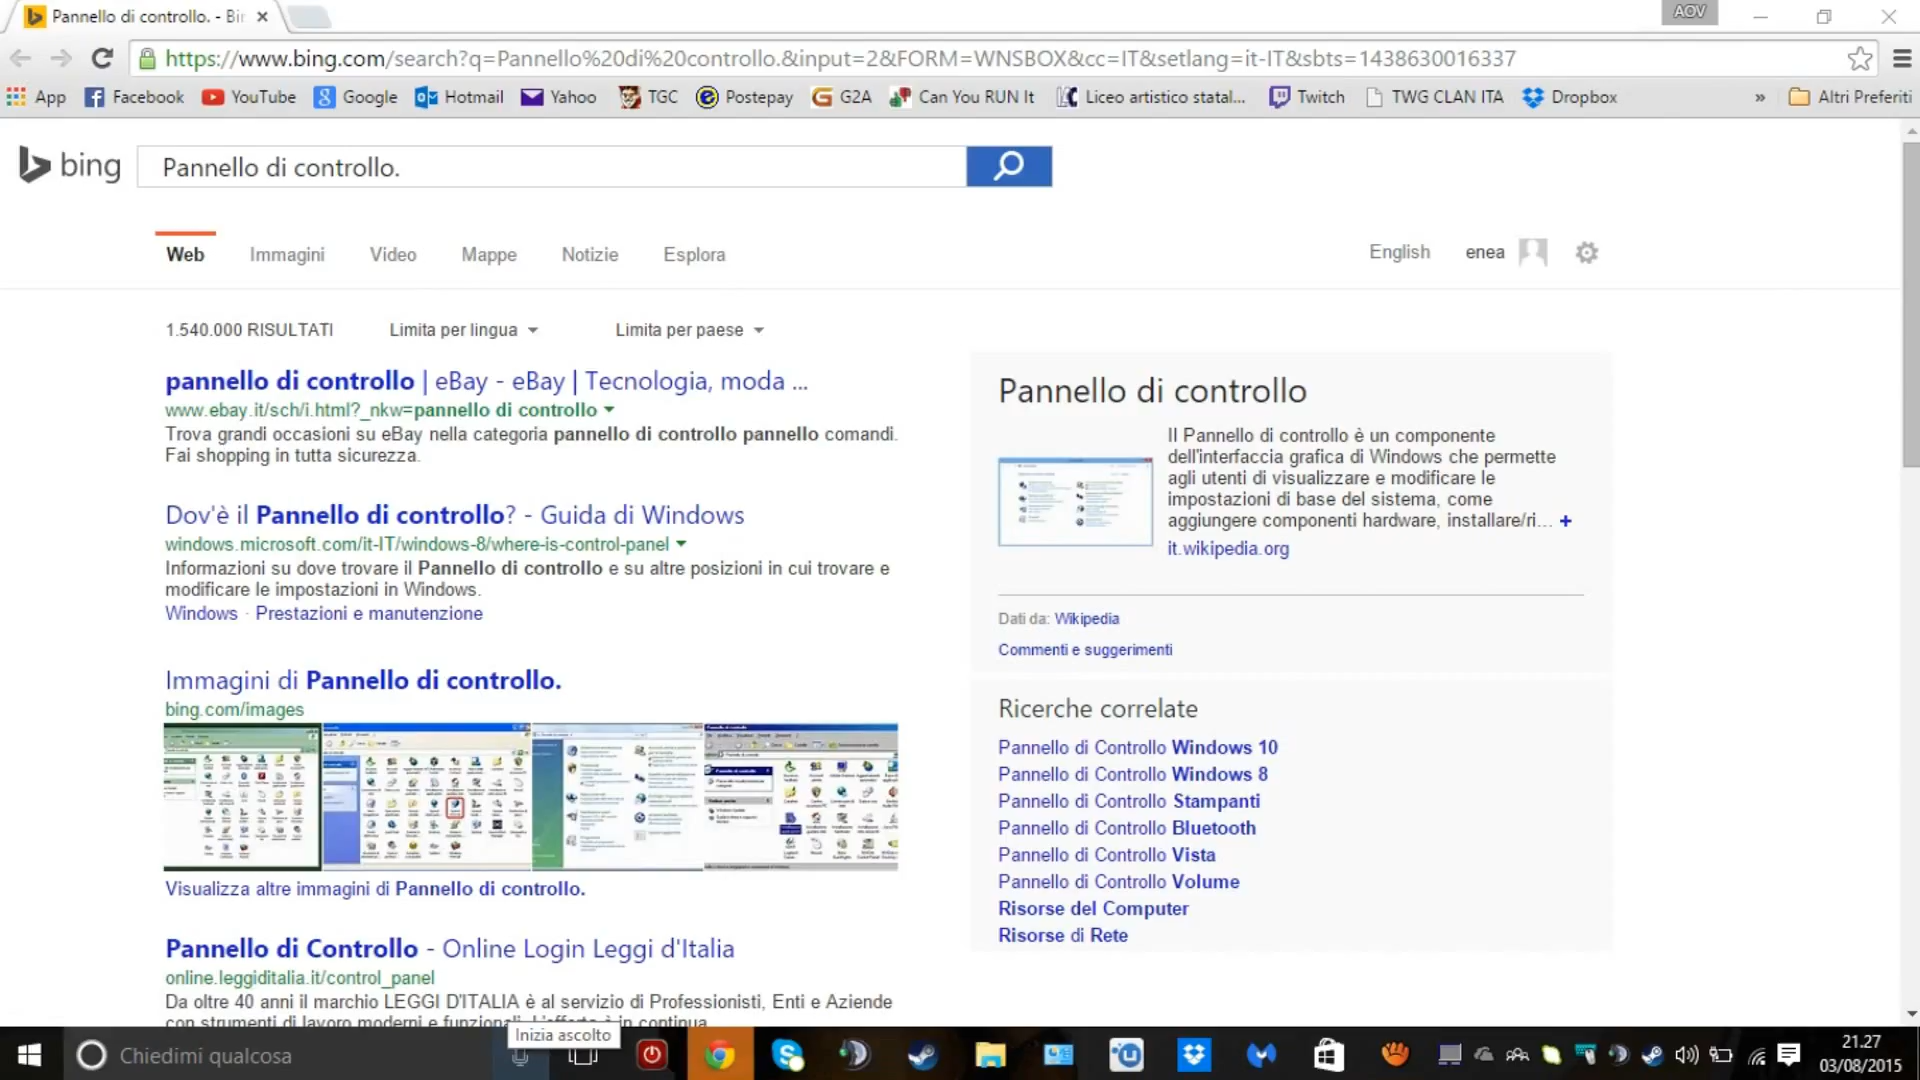 Pannello di controllo. - Bi
AOV
https://www.bing.com/search?q=Pannello%20di%20controllo.&input=2&FORM=WNSBOX&cc=IT&setlang=it-IT&sbts=1438630016337
App Facebook YouTube Google Hotmail Yahoo TGC Postepay G2A Can You RUN It Liceo artistico statal... Twitch TWG CLAN ITA Dropbox » Altri Preferiti
bing Pannello di controllo.
Web Immagini Video Mappe Notizie Esplora English enea
1.540.000 RISULTATI Limita per lingua Limita per paese
pannello di controllo | eBay - eBay | Tecnologia, moda ...
www.ebay.it/sch/i.html?_nkw=pannello di controllo
Trova grandi occasioni su eBay nella categoria pannello di controllo pannello comandi.
Fai shopping in tutta sicurezza.
Dov'è il Pannello di controllo? - Guida di Windows
windows.microsoft.com/it-IT/windows-8/where-is-control-panel
Informazioni su dove trovare il Pannello di controllo e su altre posizioni in cui trovare e
modificare le impostazioni in Windows.
Windows · Prestazioni e manutenzione
Immagini di Pannello di controllo.
bing.com/images
Visualizza altre immagini di Pannello di controllo.
Pannello di Controllo - Online Login Leggi d'Italia
online.leggiditalia.it/control_panel
Da oltre 40 anni il marchio LEGGI D'ITALIA è al servizio di Professionisti, Enti e Aziende
con strumenti di lavoro moderni e funzionali. L'offerta è in continua
Pannello di controllo
Il Pannello di controllo è un componente
dell'interfaccia grafica di Windows che permette
agli utenti di visualizzare e modificare le
impostazioni di base del sistema, come
aggiungere componenti hardware, installare/ri... +
it.wikipedia.org
Dati da: Wikipedia
Commenti e suggerimenti
Ricerche correlate
Pannello di Controllo Windows 10
Pannello di Controllo Windows 8
Pannello di Controllo Stampanti
Pannello di Controllo Bluetooth
Pannello di Controllo Vista
Pannello di Controllo Volume
Risorse del Computer
Risorse di Rete
Inizia ascolto
Chiedimi qualcosa
21.27
03/08/2015